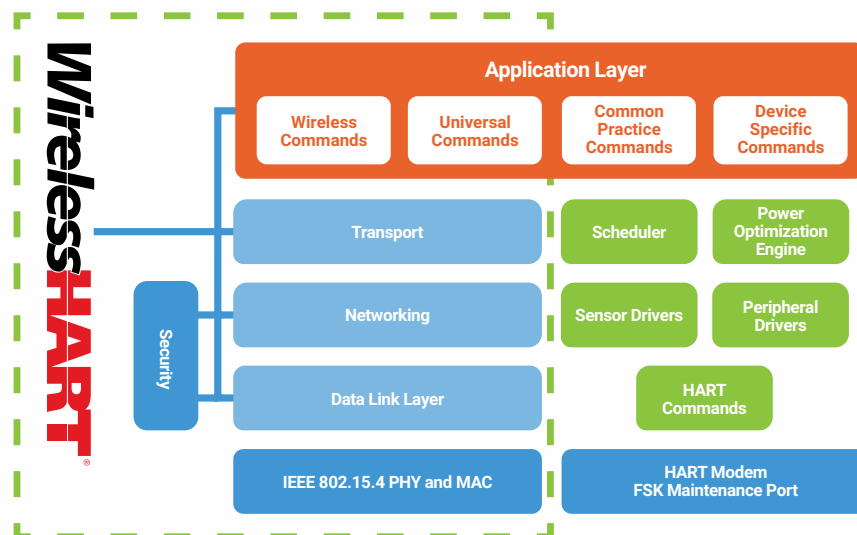 WirelessHART®
Application Layer
Wireless
Commands
Universal
Commands
Common
Practice
Commands
Device
Specific
Commands
Transport
Scheduler
Power
Optimization
Engine
Security
Networking
Sensor Drivers
Peripheral
Drivers
Data Link Layer
HART
Commands
IEEE 802.15.4 PHY and MAC
HART Modem
FSK Maintenance Port